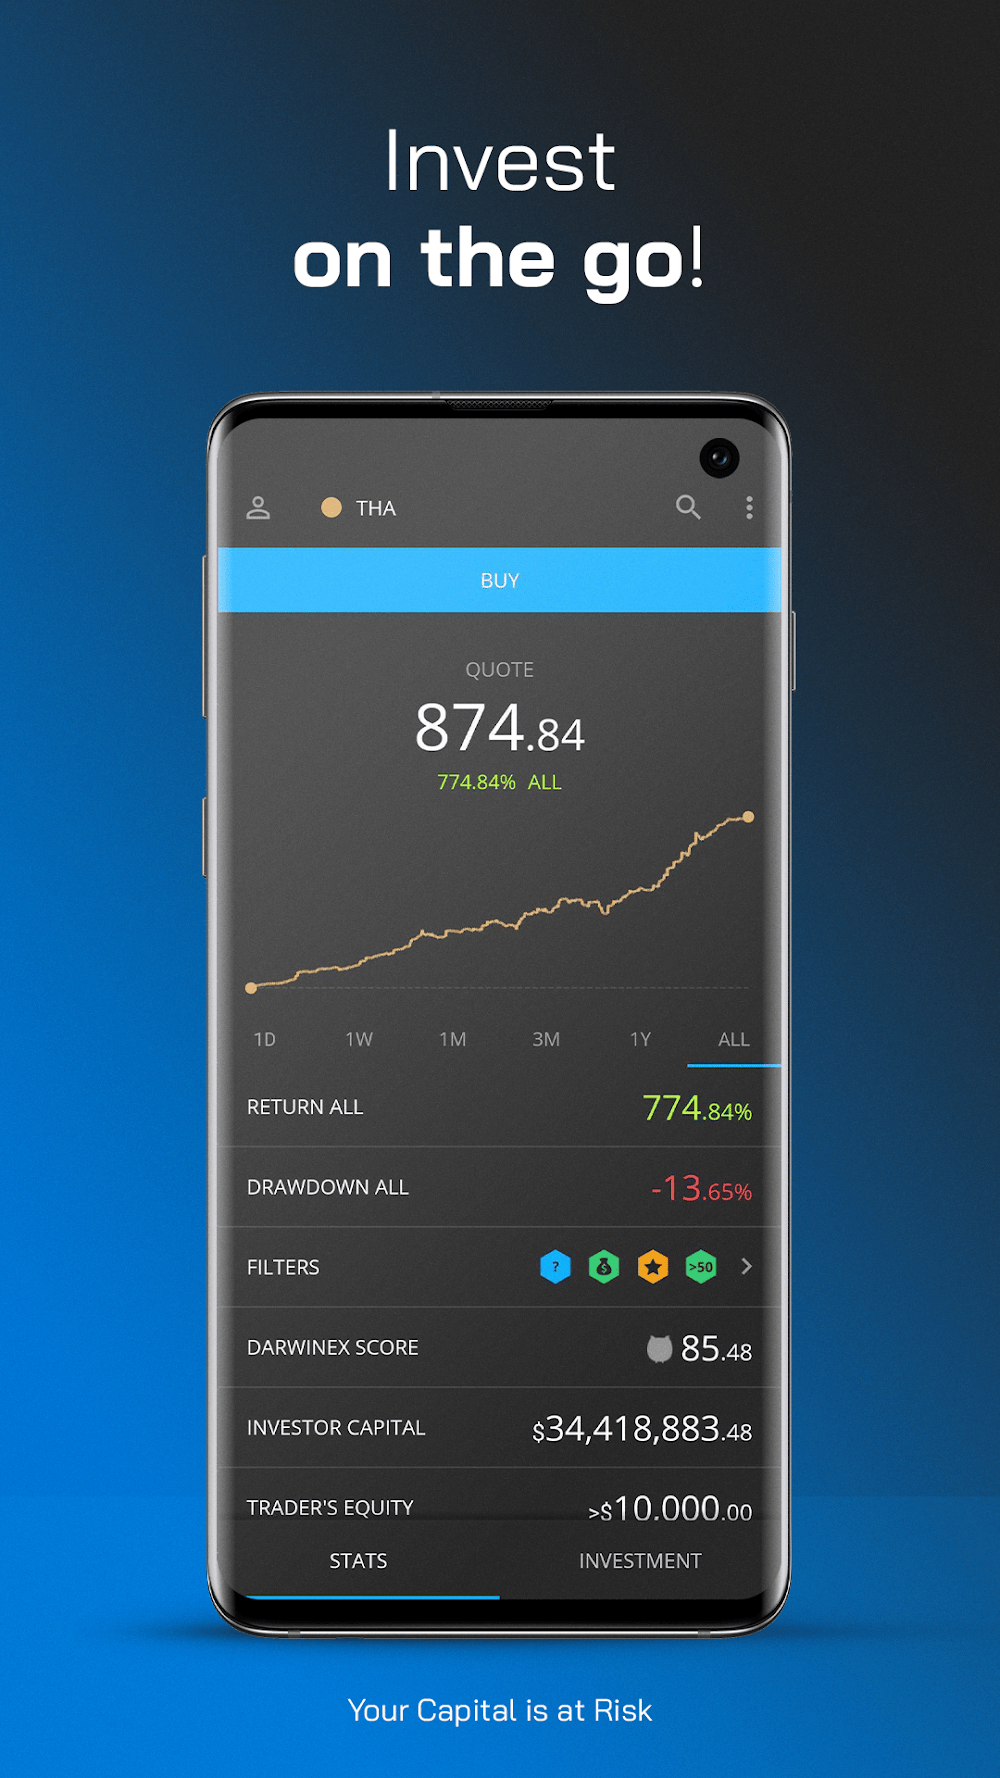 Invest
on the go!
THA
BUY
QUOTE
874.84
774.84% ALL
1D 1W 1M 3M 1Y ALL
RETURN ALL 774.84%
DRAWDOWN ALL -13.65%
FILTERS ? $ >50
DARWINEX SCORE 85.48
INVESTOR CAPITAL $34,418,883.48
TRADER'S EQUITY >$10.000.00
STATS INVESTMENT
Your Capital is at Risk